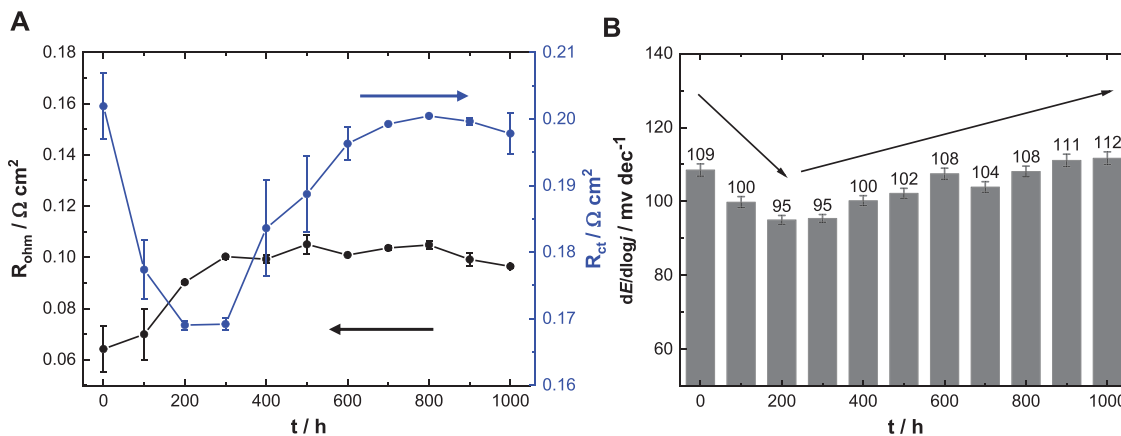 A
R_ohm / Ω cm²
0.18
0.16
0.14
0.12
0.10
0.08
0.06
0 200 400 600 800 1000
t / h
0.21
0.20
0.19
0.18
0.17
0.16
R_ct / Ω cm²
B
dE/dlogj / mv dec⁻¹
140
120
100
80
60
109 100 95 95 100 102 108 104 108 111 112
0 200 400 600 800 1000
t / h